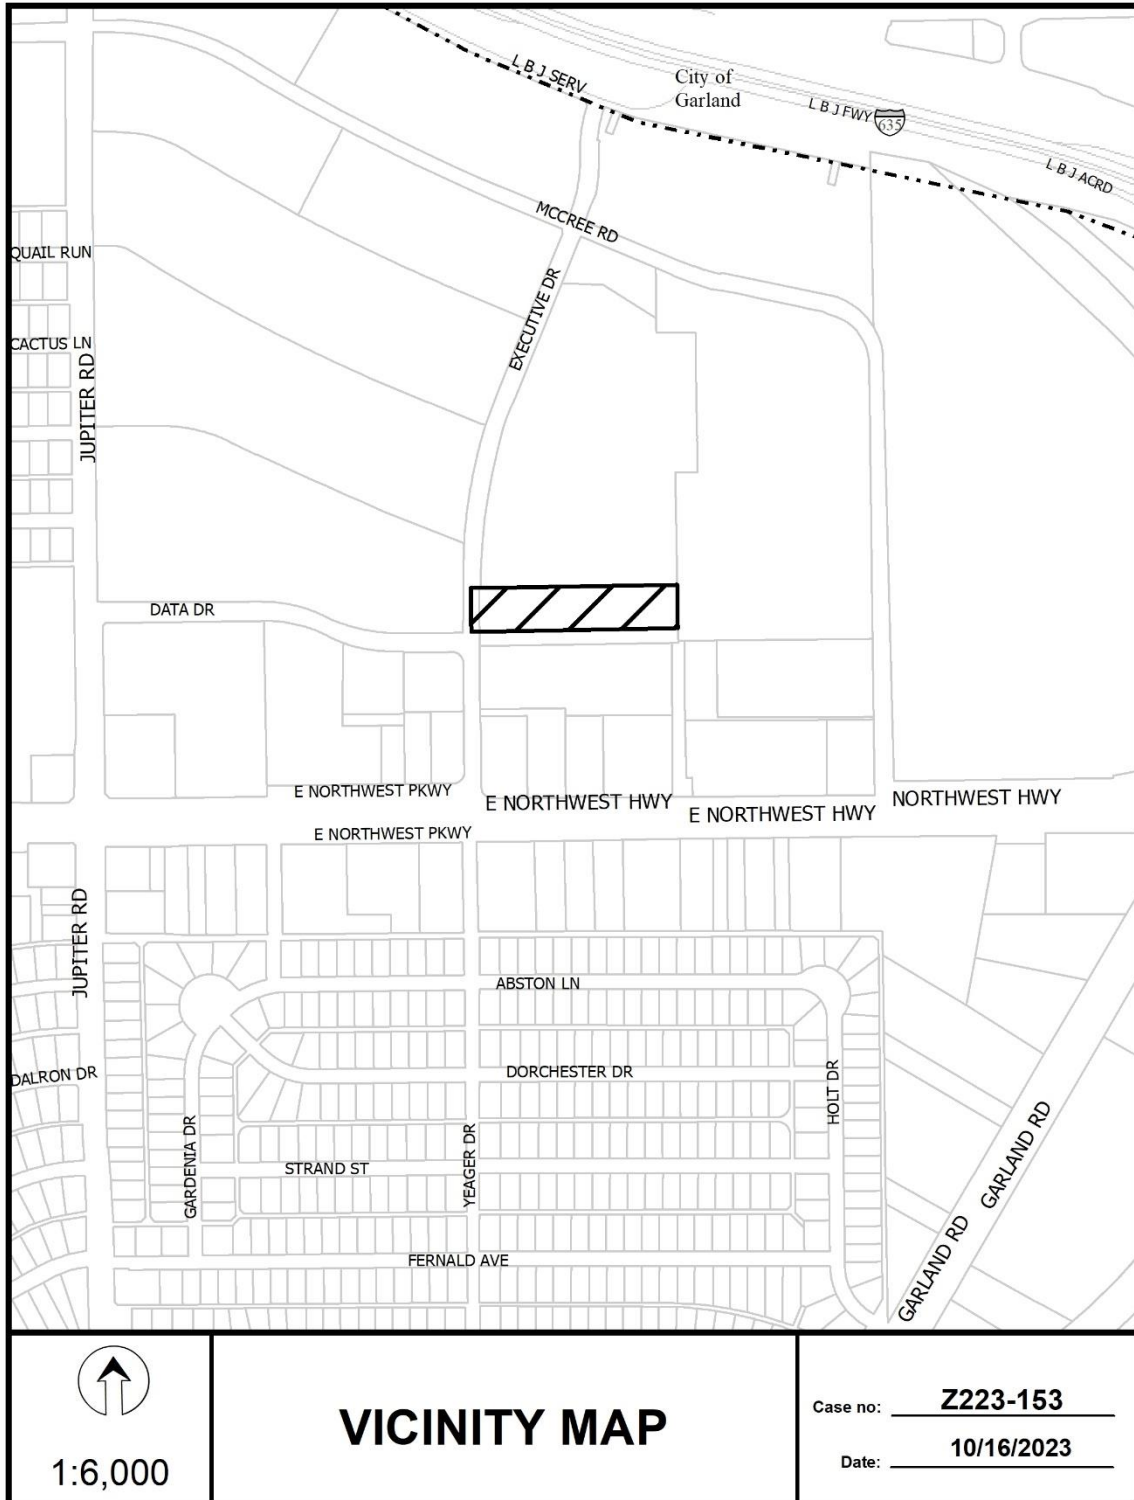 L B J SERV
City of
Garland
L B J FWY
635
L B J ACRD
MCCREE RD
QUAIL RUN
EXECUTIVE DR
CACTUS LN
JUPITER RD
DATA DR
E NORTHWEST PKWY
E NORTHWEST HWY
E NORTHWEST HWY
NORTHWEST HWY
E NORTHWEST PKWY
JUPITER RD
ABSTON LN
DALRON DR
DORCHESTER DR
HOLT DR
GARDENIA DR
STRAND ST
YEAGER DR
GARLAND RD
GARLAND RD
FERNALD AVE
1:6,000
VICINITY MAP
Case no: Z223-153
Date: 10/16/2023